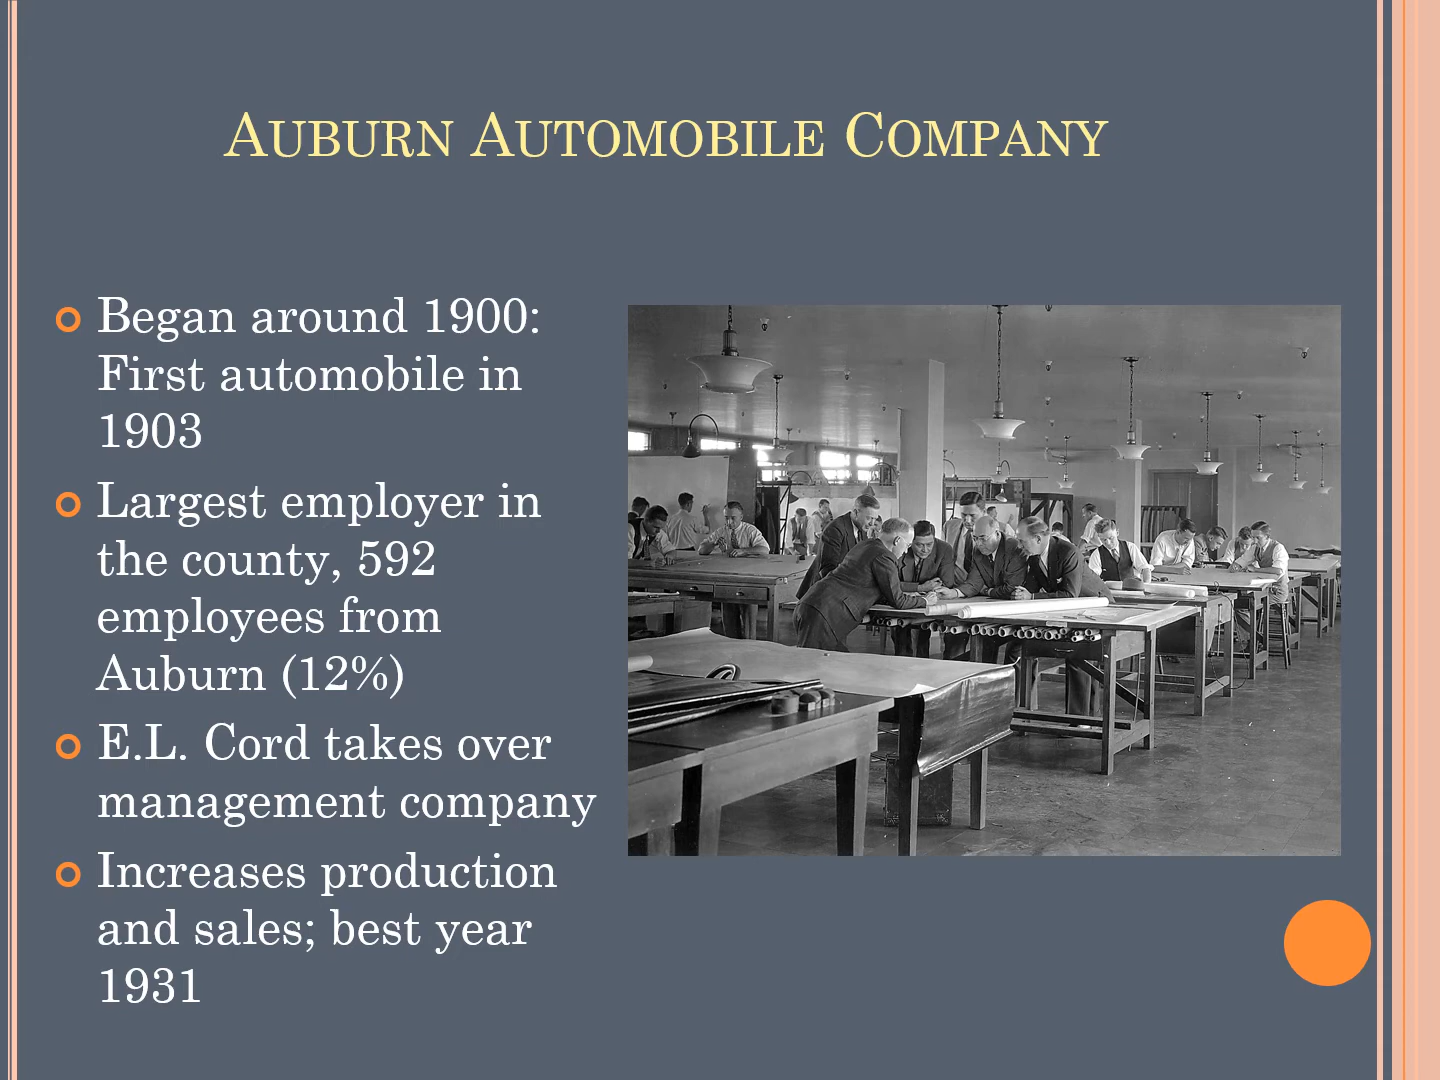 AUBURN AUTOMOBILE COMPANY
Began around 1900:
First automobile in
1903
Largest employer in
the county, 592
employees from
Auburn (12%)
E.L. Cord takes over
management company
Increases production
and sales; best year
1931